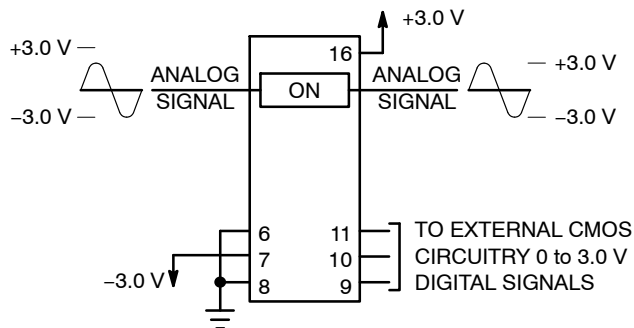 +3.0 V
16
+3.0 V
ANALOG
SIGNAL
ON
ANALOG
SIGNAL
+3.0 V
−3.0 V
−3.0 V
6
7
8
−3.0 V
11
10
9
TO EXTERNAL CMOS
CIRCUITRY 0 to 3.0 V
DIGITAL SIGNALS